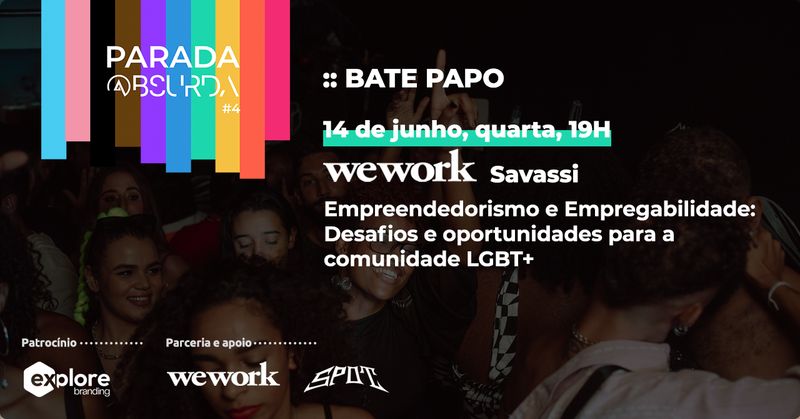 PARADA
ABSURDA
#4
:: BATE PAPO
14 de junho, quarta, 19H
wework Savassi
Empreendedorismo e Empregabilidade:
Desafios e oportunidades para a
comunidade LGBT+
Patrocínio
Parceria e apoio
explore
branding
wework
SPOT